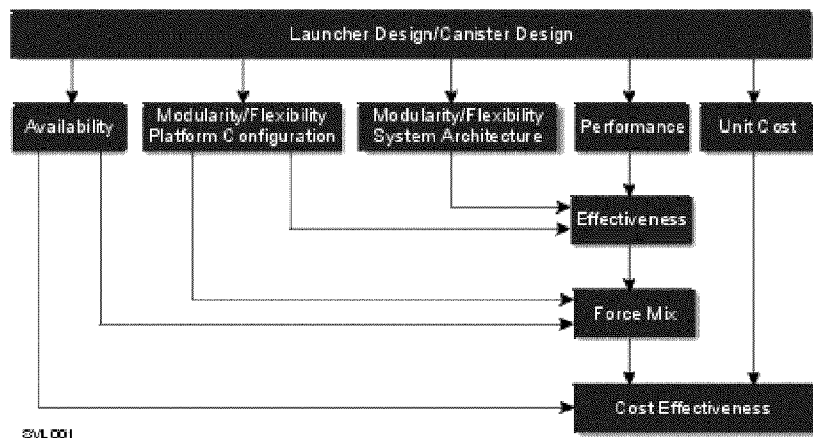 Launcher Design/Canister Design
Availability
Modularity/Flexibility
Platform Configuration
Modularity/Flexibility
System Architecture
Performance
Unit Cost
Effectiveness
Force Mix
Cost Effectiveness
SVL001